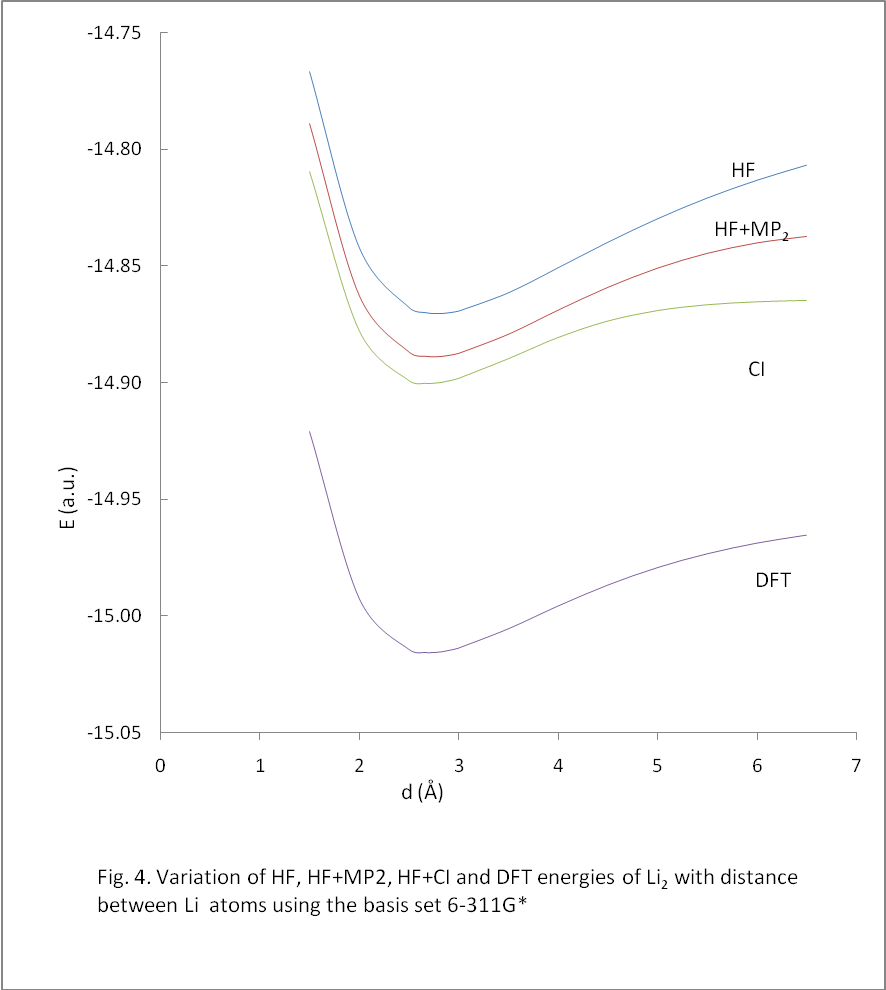 -14.75
-14.80
-14.85
-14.90
-14.95
-15.00
-15.05
E (a.u.)
HF
HF+MP₂
CI
DFT
0 1 2 3 4 5 6 7
d (Å)
Fig. 4. Variation of HF, HF+MP2, HF+CI and DFT energies of Li₂ with distance
between Li atoms using the basis set 6-311G*